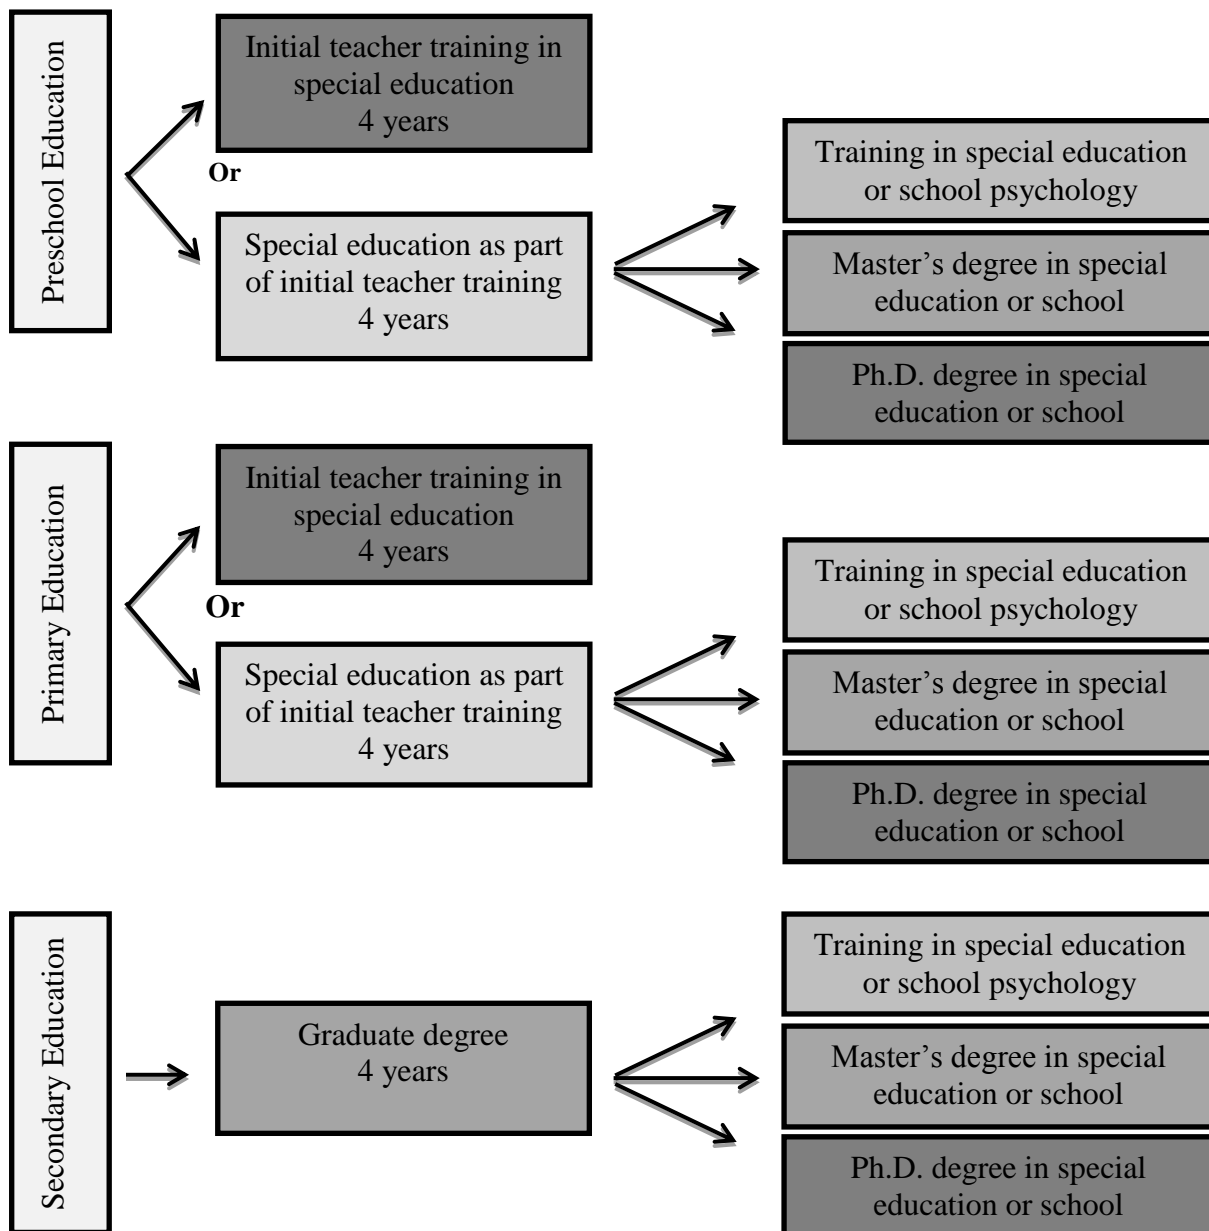 Preschool Education
Initial teacher training in
special education
4 years
Or
Special education as part
of initial teacher training
4 years
Training in special education
or school psychology
Master’s degree in special
education or school
Ph.D. degree in special
education or school
Primary Education
Initial teacher training in
special education
4 years
Or
Special education as part
of initial teacher training
4 years
Training in special education
or school psychology
Master’s degree in special
education or school
Ph.D. degree in special
education or school
Secondary Education
Graduate degree
4 years
Training in special education
or school psychology
Master’s degree in special
education or school
Ph.D. degree in special
education or school